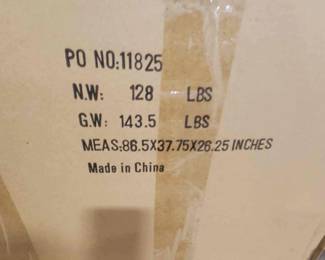 PO NO:11825
N.W: 128 LBS
G.W: 143.5 LBS
MEAS:86.5X37.75X26.25 INCHES
Made in China